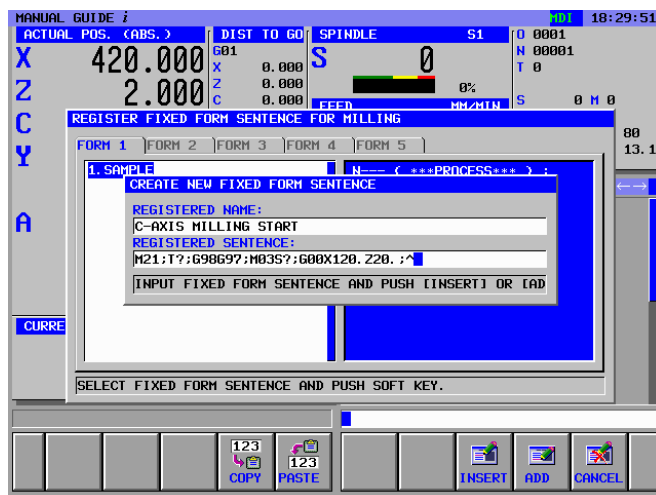 MANUAL GUIDE i MDI 18:29:51
ACTUAL POS. (ABS.) DIST TO GO SPINDLE S1 O 0001
X 420.000 G01 S 0 N 00001
X 0.000 T 0
Z 2.000 Z 0.000 0%
C 0.000 FEED MM/MIN S 0 M 0
C REGISTER FIXED FORM SENTENCE FOR MILLING
80
FORM 1 FORM 2 FORM 3 FORM 4 FORM 5
Y 13.1
1.SAMPLE N--- ( ***PROCESS*** ) ;
CREATE NEW FIXED FORM SENTENCE
REGISTERED NAME:
A C-AXIS MILLING START
REGISTERED SENTENCE:
M21;T?;G98G97;M03S?;G00X120.Z20.;^
INPUT FIXED FORM SENTENCE AND PUSH [INSERT] OR [AD
CURRE
SELECT FIXED FORM SENTENCE AND PUSH SOFT KEY.
123
123
COPY PASTE INSERT ADD CANCEL